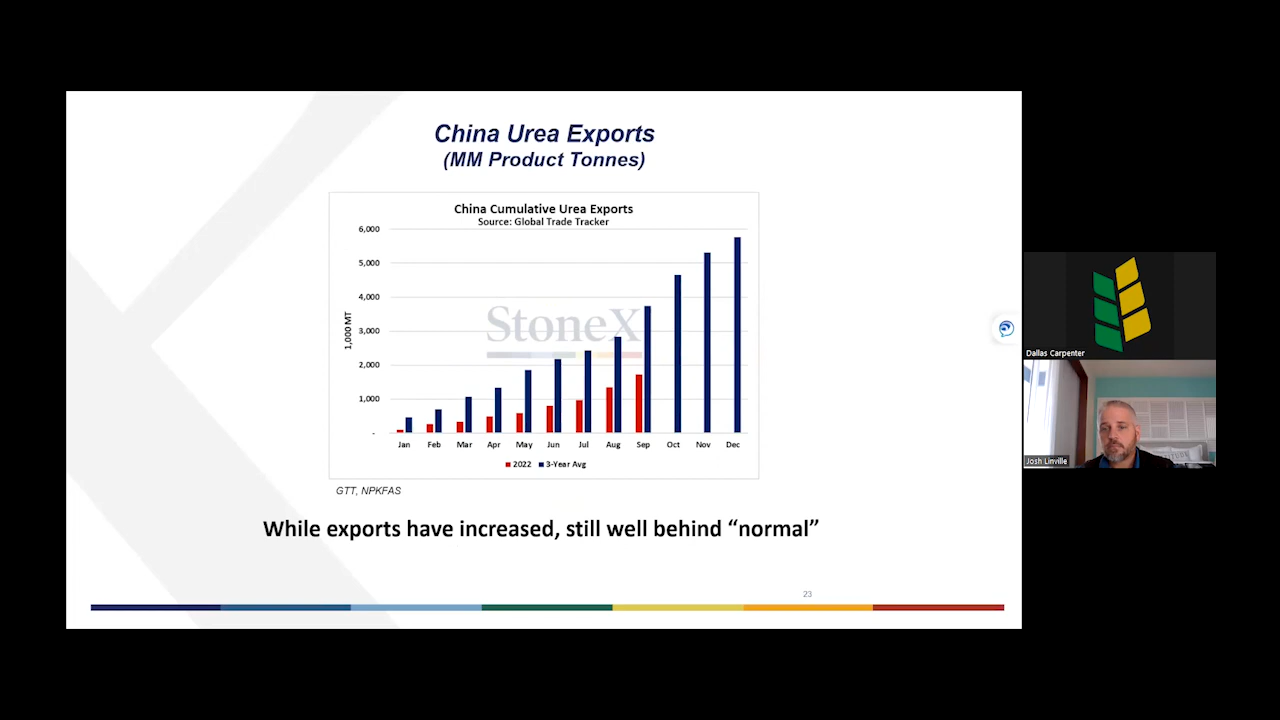 China Urea Exports
(MM Product Tonnes)
China Cumulative Urea Exports
Source: Global Trade Tracker
6,000
5,000
4,000
3,000
2,000
1,000
-
1,000 MT
StoneX
Jan Feb Mar Apr May Jun Jul Aug Sep Oct Nov Dec
2022 3-Year Avg
GTT, NPKFAS
While exports have increased, still well behind “normal”
23
Dallas Carpenter
Josh Linville